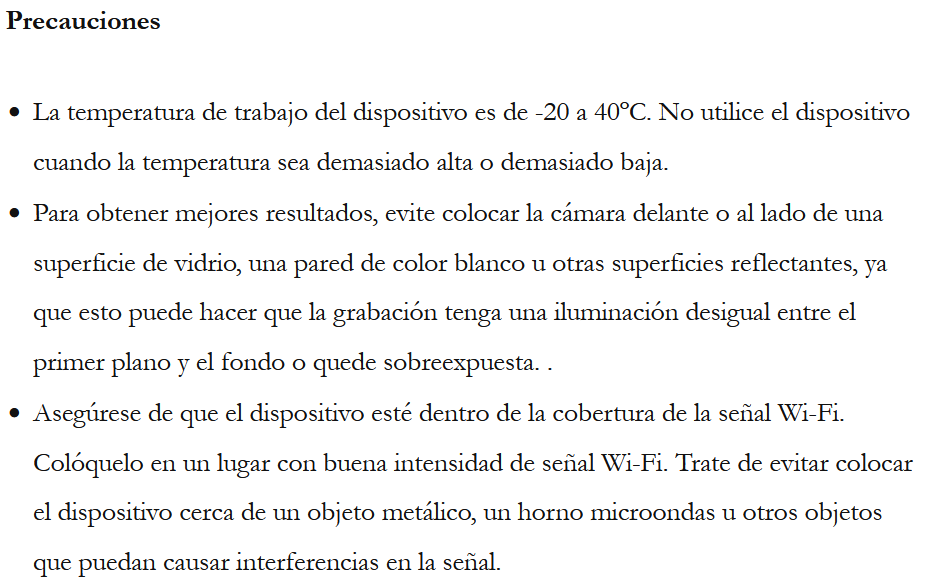 Precauciones
• La temperatura de trabajo del dispositivo es de -20 a 40ºC. No utilice el dispositivo
cuando la temperatura sea demasiado alta o demasiado baja.
• Para obtener mejores resultados, evite colocar la cámara delante o al lado de una
superficie de vidrio, una pared de color blanco u otras superficies reflectantes, ya
que esto puede hacer que la grabación tenga una iluminación desigual entre el
primer plano y el fondo o quede sobreexpuesta. .
• Asegúrese de que el dispositivo esté dentro de la cobertura de la señal Wi-Fi.
Colóquelo en un lugar con buena intensidad de señal Wi-Fi. Trate de evitar colocar
el dispositivo cerca de un objeto metálico, un horno microondas u otros objetos
que puedan causar interferencias en la señal.